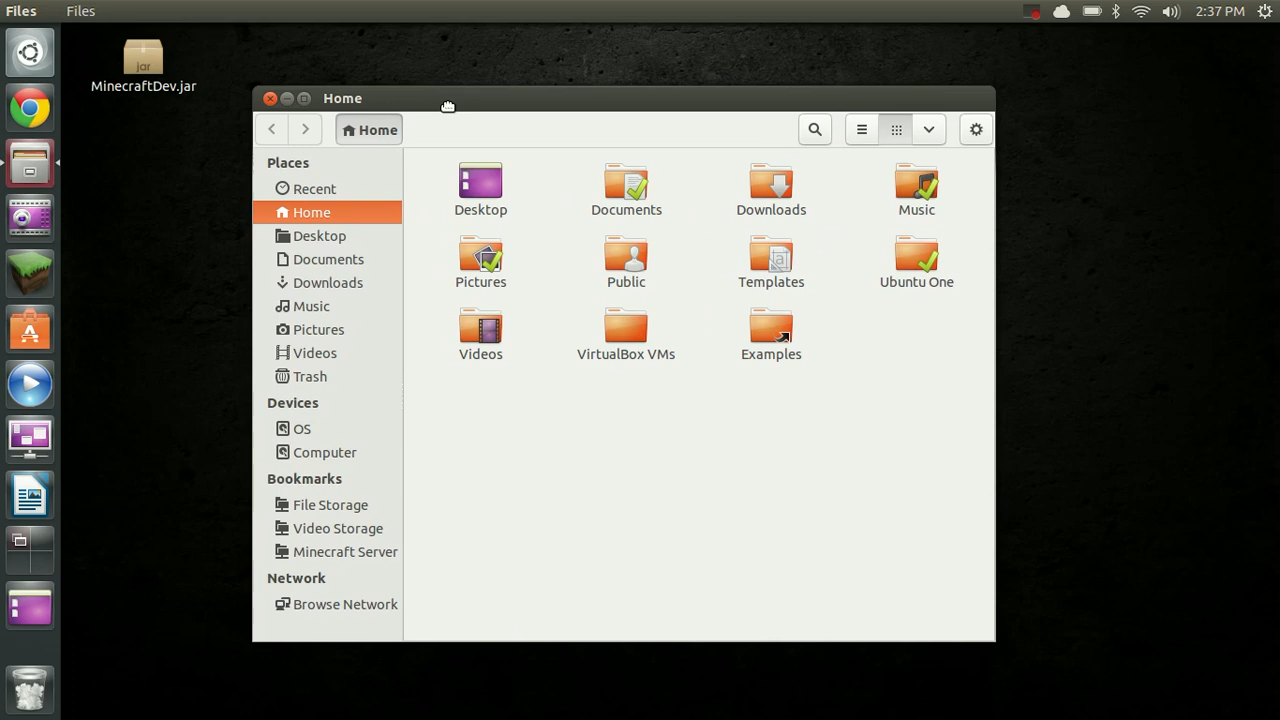 Files Files 2:37 PM
jar
MinecraftDev.jar
Home
Home
Places
Recent
Home
Desktop
Documents
Downloads
Music
Pictures
Videos
Trash
Devices
OS
Computer
Bookmarks
File Storage
Video Storage
Minecraft Server
Network
Browse Network
Desktop Documents Downloads Music
Pictures Public Templates Ubuntu One
Videos VirtualBox VMs Examples